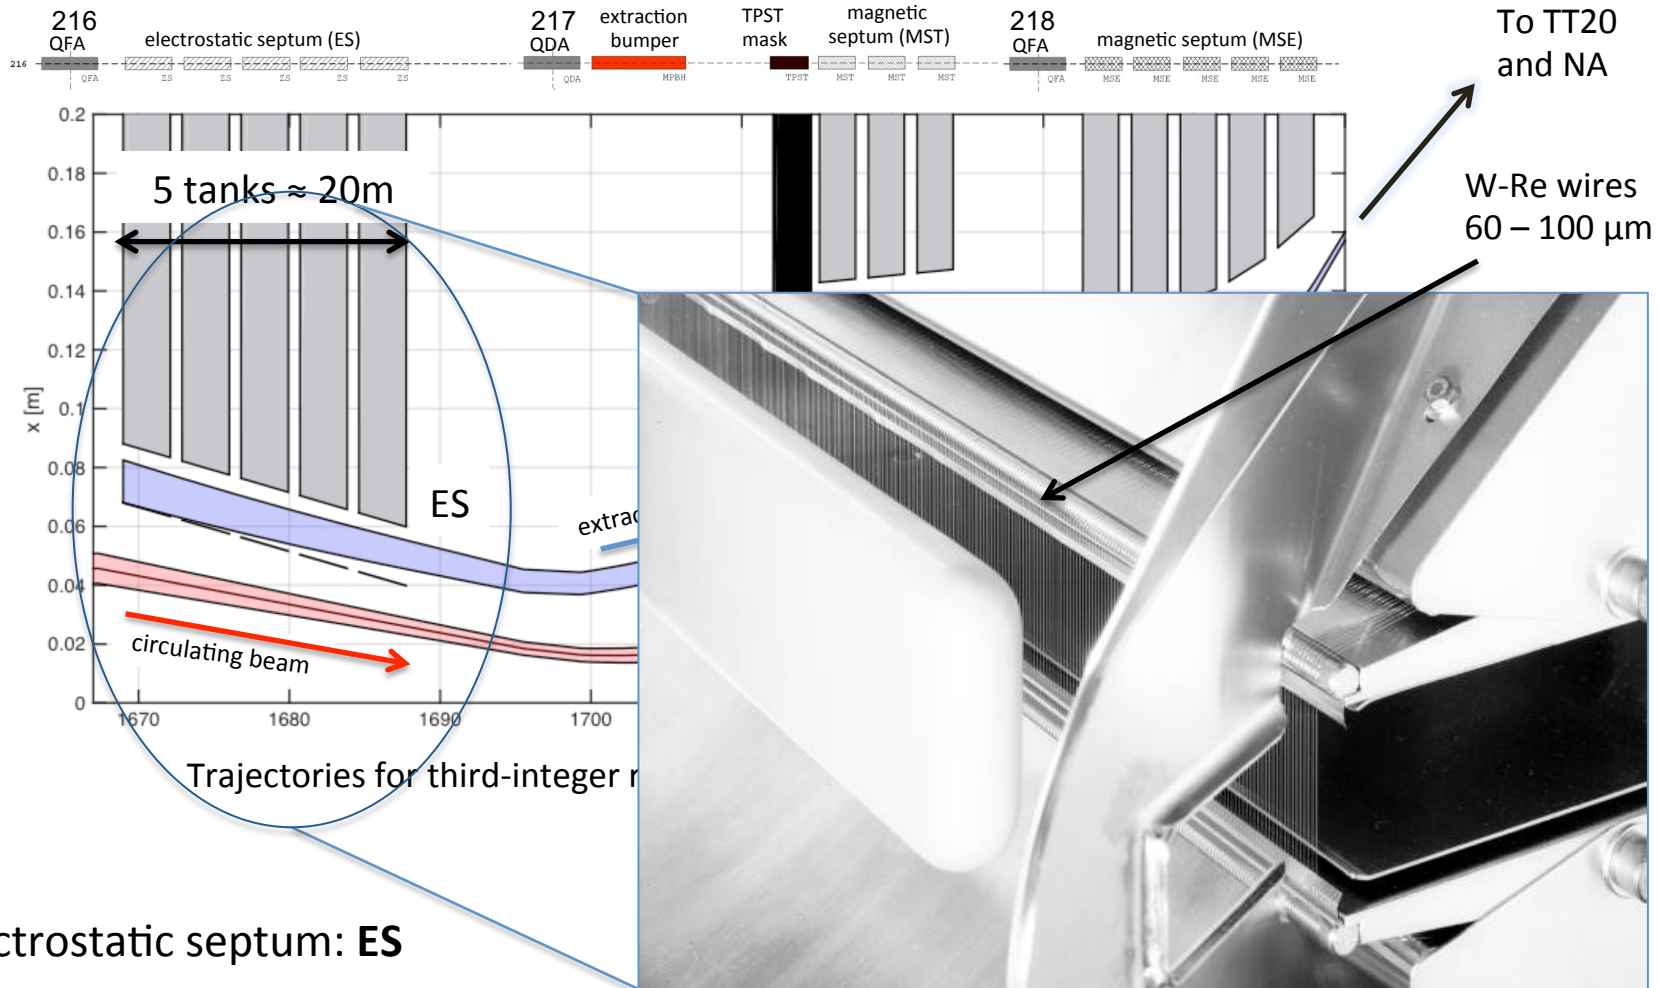 216
QFA
electrostatic septum (ES)
217
QDA
extraction
bumper
TPST
mask
magnetic
septum (MST)
218
QFA
magnetic septum (MSE)
To TT20
and NA
216
QFA
ZS ZS ZS ZS ZS
QDA
MPBH
TPST
MST MST MST
QFA
MSE MSE MSE MSE MSE
0.2
0.18
0.16
0.14
0.12
0.1
0.08
0.06
0.04
0.02
0
x [m]
5 tanks ≈ 20m
W-Re wires
60 – 100 µm
ES
extrac
circulating beam
1670 1680 1690 1700
Trajectories for third-integer r
ctrostatic septum: ES